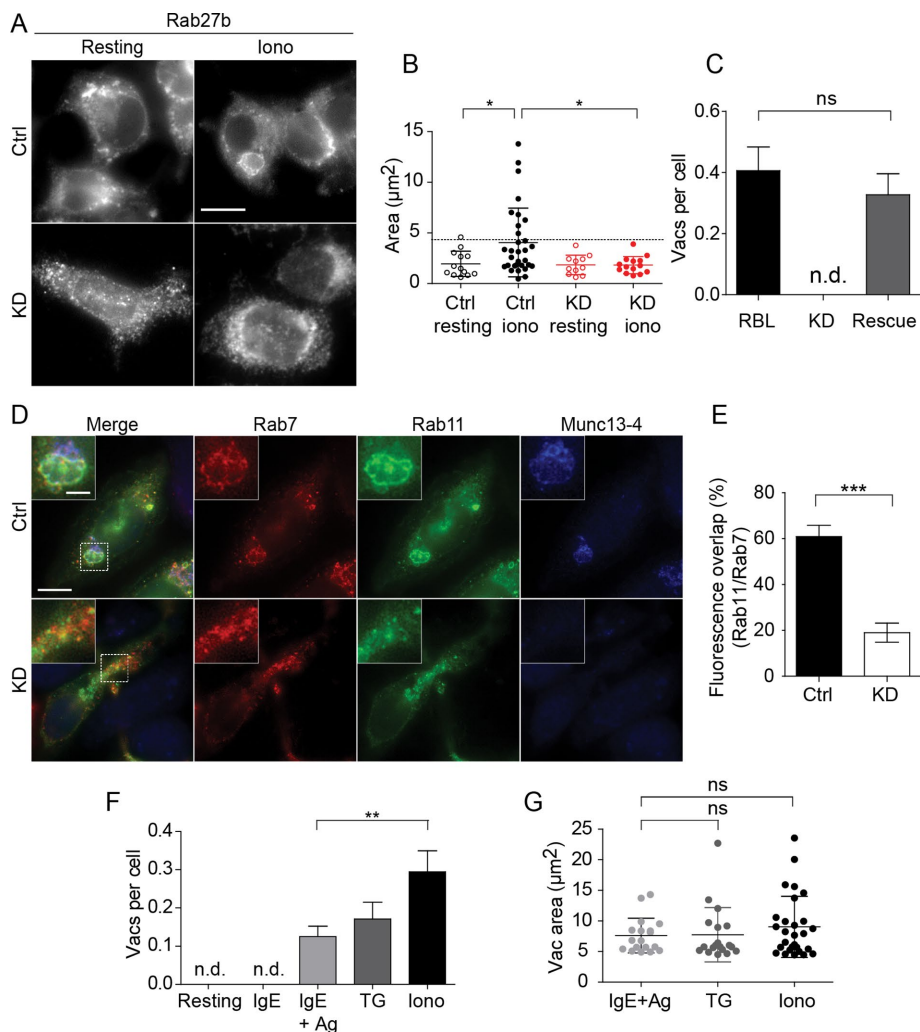 A
Rab27b
Resting Iono
Ctrl
KD
B
* *
Area (µm2)
15
10
5
0
Ctrl resting
Ctrl iono
KD resting
KD iono
C
ns
Vacs per cell
0.6
0.4
0.2
0.0
n.d.
RBL KD Rescue
D
Merge Rab7 Rab11 Munc13-4
Ctrl
KD
E
***
Fluorescence overlap (%)
(Rab11/Rab7)
80
60
40
20
0
Ctrl KD
F
**
Vacs per cell
0.4
0.3
0.2
0.1
0.0
n.d. n.d.
Resting IgE IgE + Ag TG Iono
G
ns
ns
Vac area (µm2)
25
20
15
10
5
0
IgE+Ag TG Iono